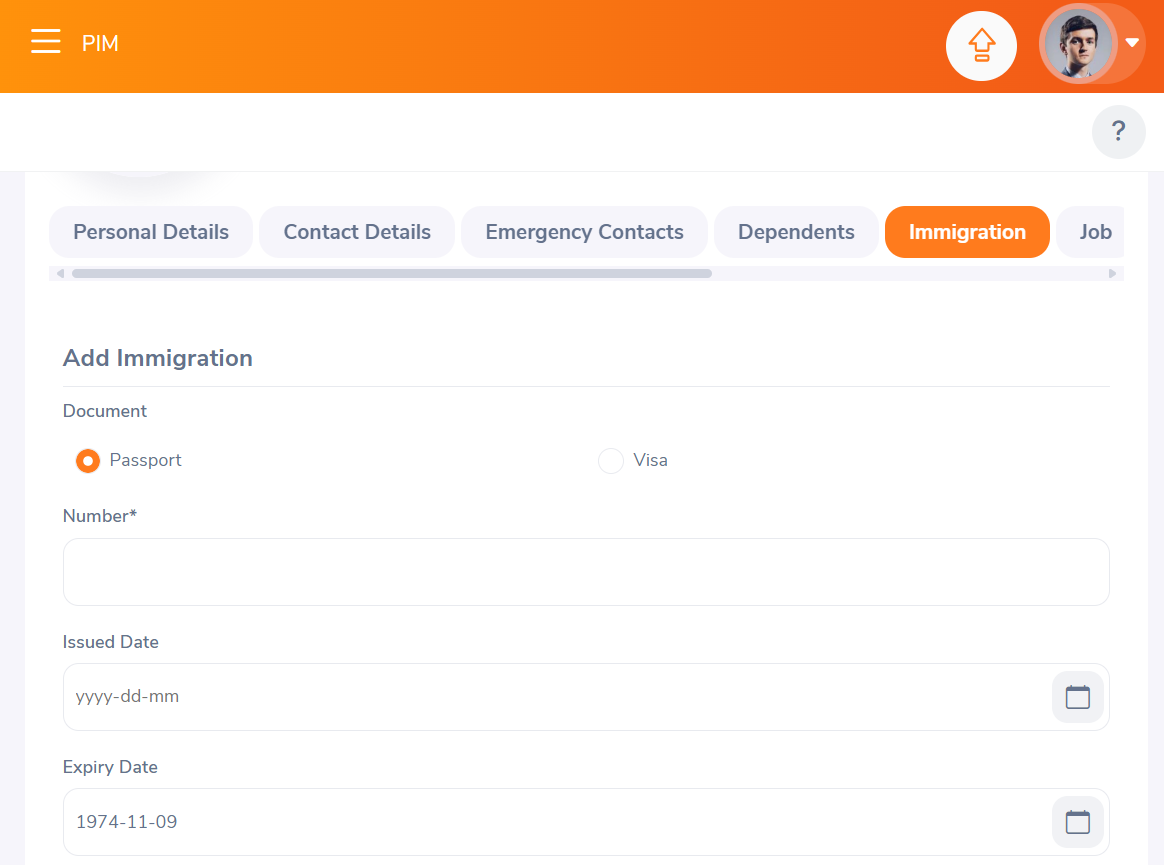 PIM
?
Personal Details Contact Details Emergency Contacts Dependents Immigration Job
Add Immigration
Document
Passport Visa
Number*
Issued Date
yyyy-dd-mm
Expiry Date
1974-11-09